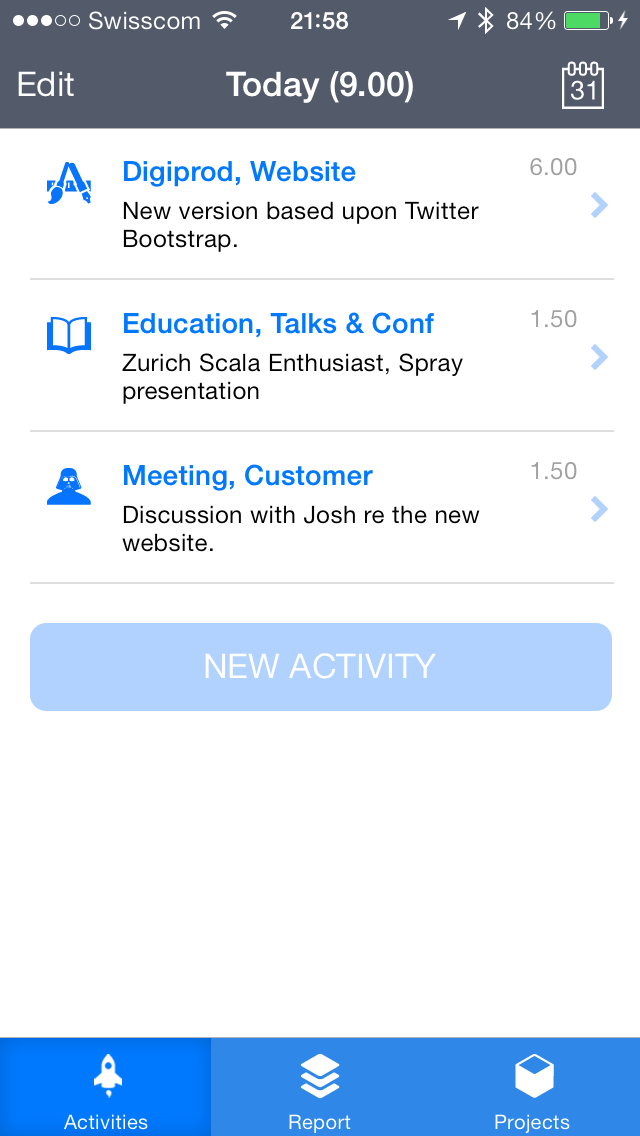 Swisscom 21:58 84%
Edit Today (9.00) 31
Digiprod, Website 6.00
New version based upon Twitter
Bootstrap.
Education, Talks & Conf 1.50
Zurich Scala Enthusiast, Spray
presentation
Meeting, Customer 1.50
Discussion with Josh re the new
website.
NEW ACTIVITY
Activities Report Projects